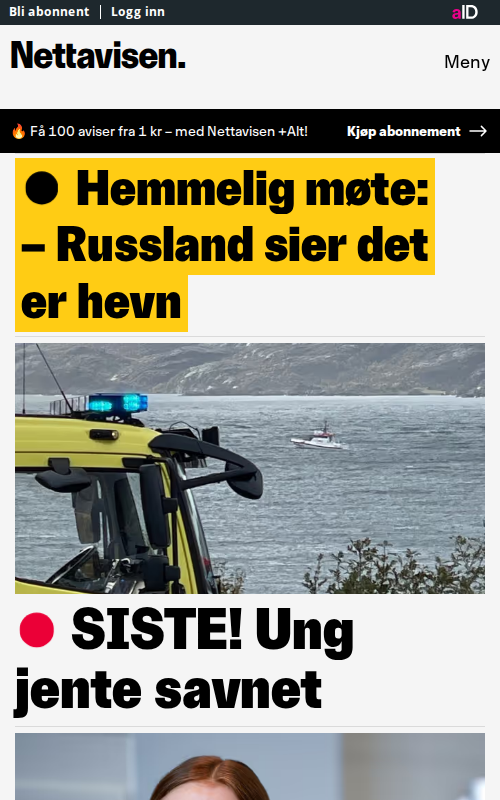 Bli abonnent | Logg inn
aID
Nettavisen.
Meny
🔥 Få 100 aviser fra 1 kr – med Nettavisen +Alt!
Kjøp abonnement →
● Hemmelig møte:
– Russland sier det
er hevn
● SISTE! Ung
jente savnet